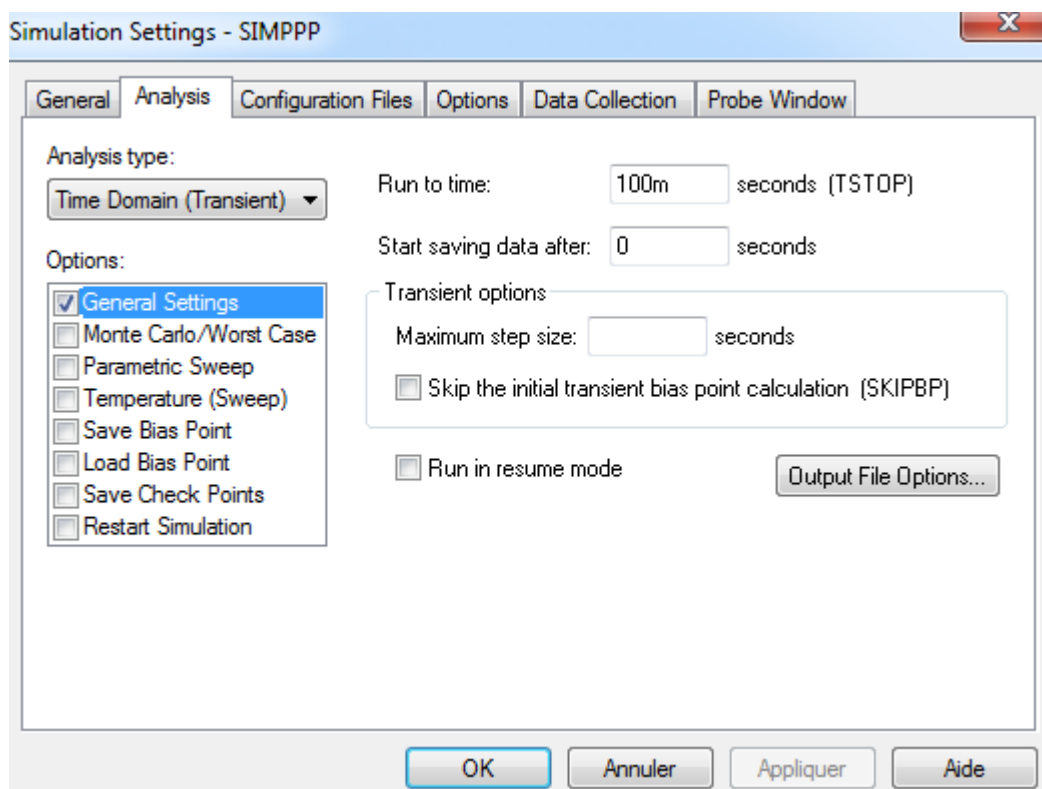 Simulation Settings - SIMPPP
General Analysis Configuration Files Options Data Collection Probe Window
Analysis type:
Time Domain (Transient)
Options:
General Settings
Monte Carlo/Worst Case
Parametric Sweep
Temperature (Sweep)
Save Bias Point
Load Bias Point
Save Check Points
Restart Simulation
Run to time: 100m seconds (TSTOP)
Start saving data after: 0 seconds
Transient options
Maximum step size: seconds
Skip the initial transient bias point calculation (SKIPBP)
Run in resume mode
Output File Options...
OK Annuler Appliquer Aide